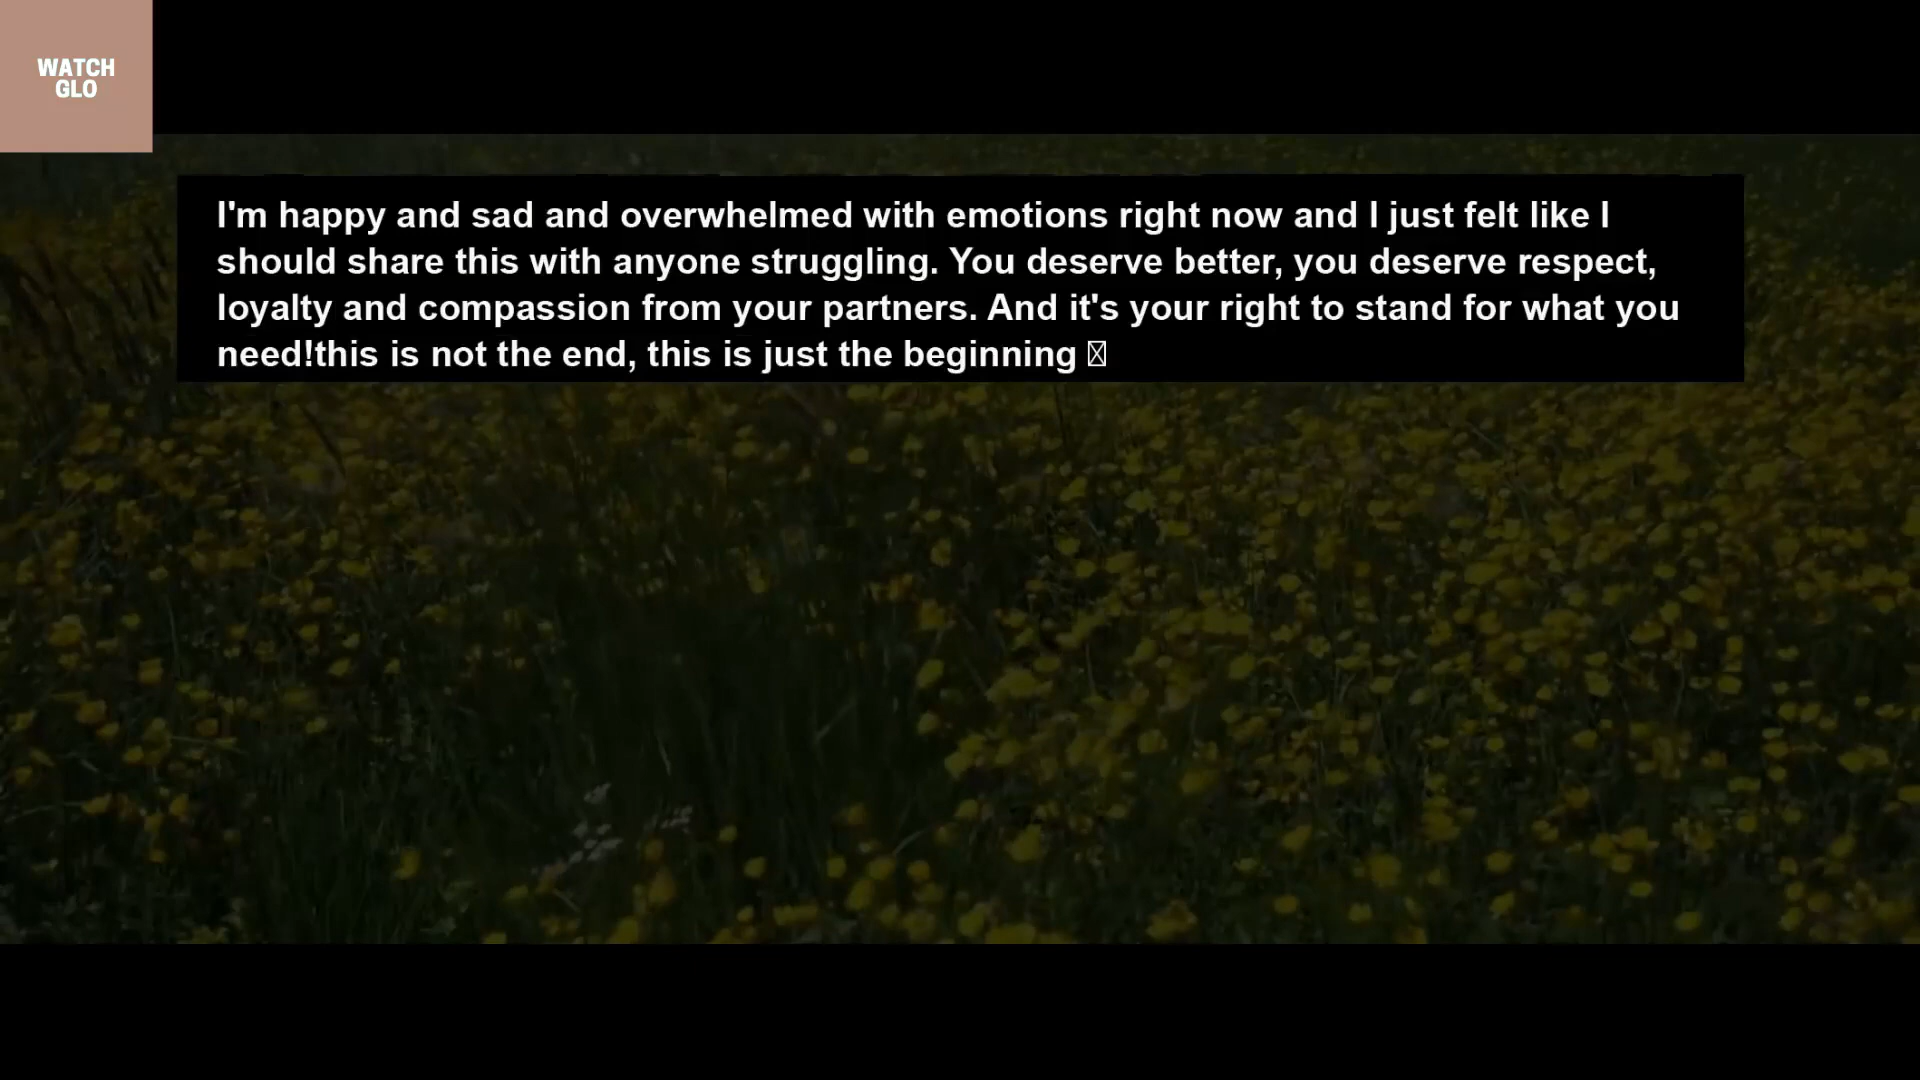 WATCH
GLO
I'm happy and sad and overwhelmed with emotions right now and I just felt like I
should share this with anyone struggling. You deserve better, you deserve respect,
loyalty and compassion from your partners. And it's your right to stand for what you
need!this is not the end, this is just the beginning